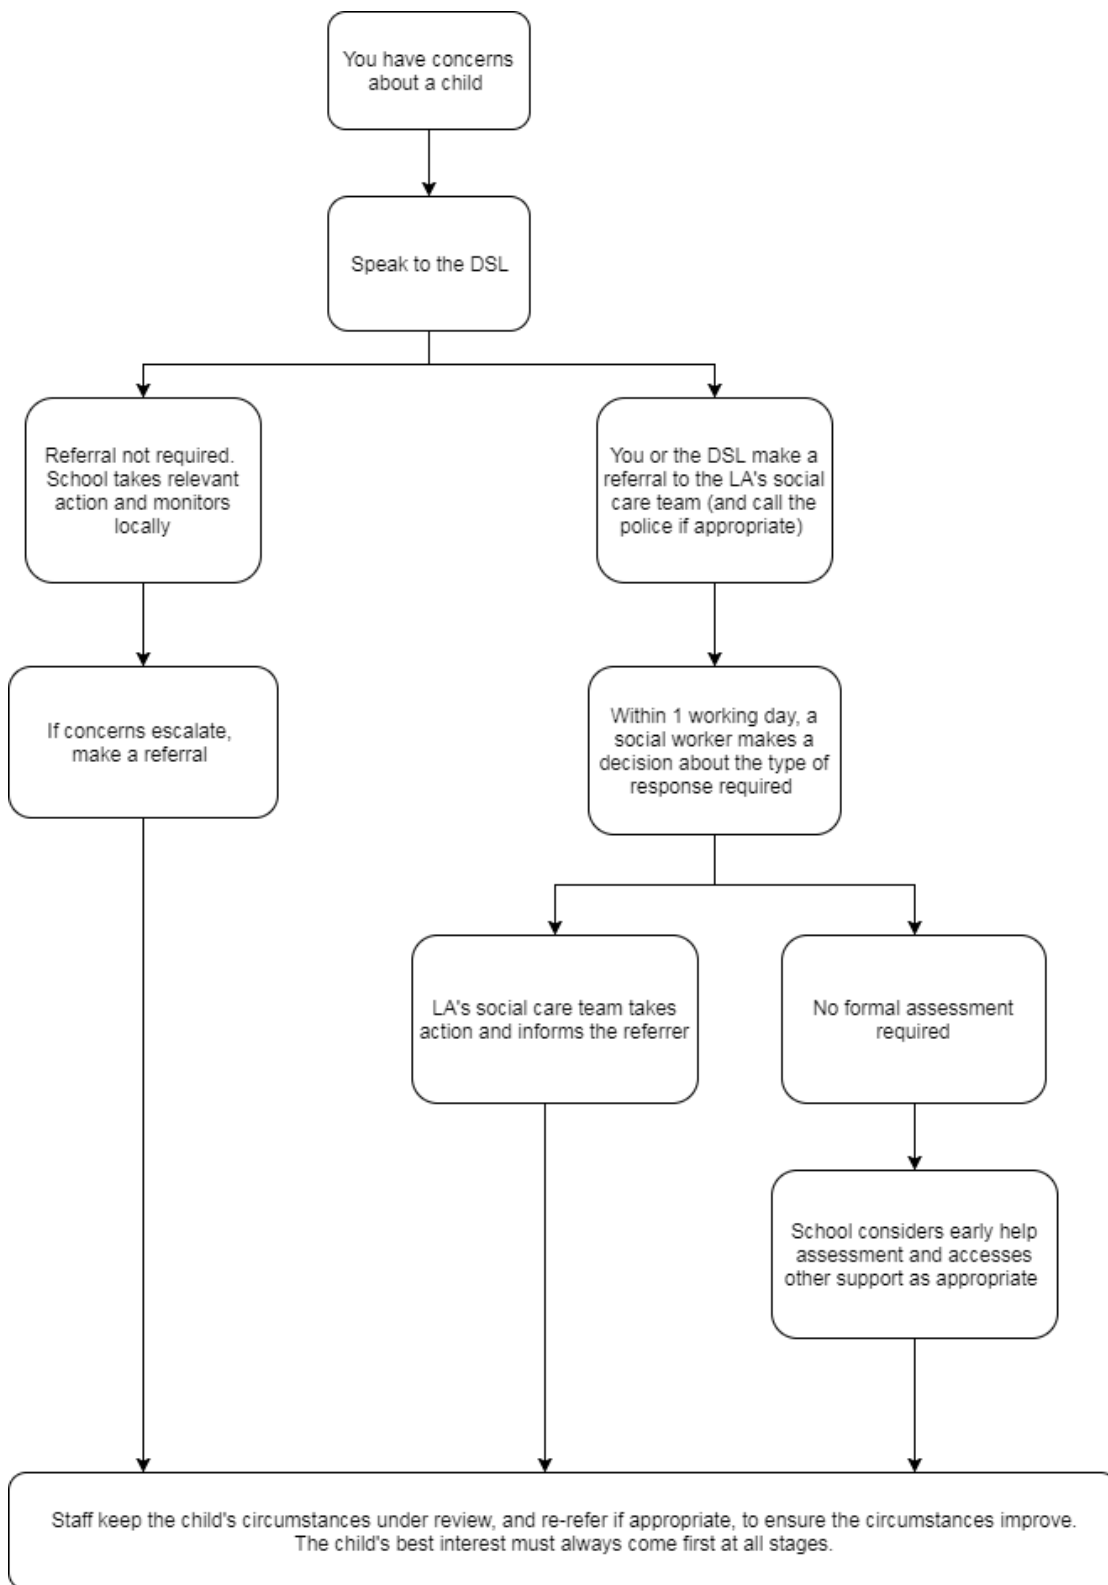 You have concerns
about a child
Speak to the DSL
Referral not required.
School takes relevant
action and monitors
locally
You or the DSL make a
referral to the LA's social
care team (and call the
police if appropriate)
If concerns escalate,
make a referral
Within 1 working day, a
social worker makes a
decision about the type of
response required
LA's social care team takes
action and informs the referrer
No formal assessment
required
School considers early help
assessment and accesses
other support as appropriate
Staff keep the child's circumstances under review, and re-refer if appropriate, to ensure the circumstances improve.
The child's best interest must always come first at all stages.